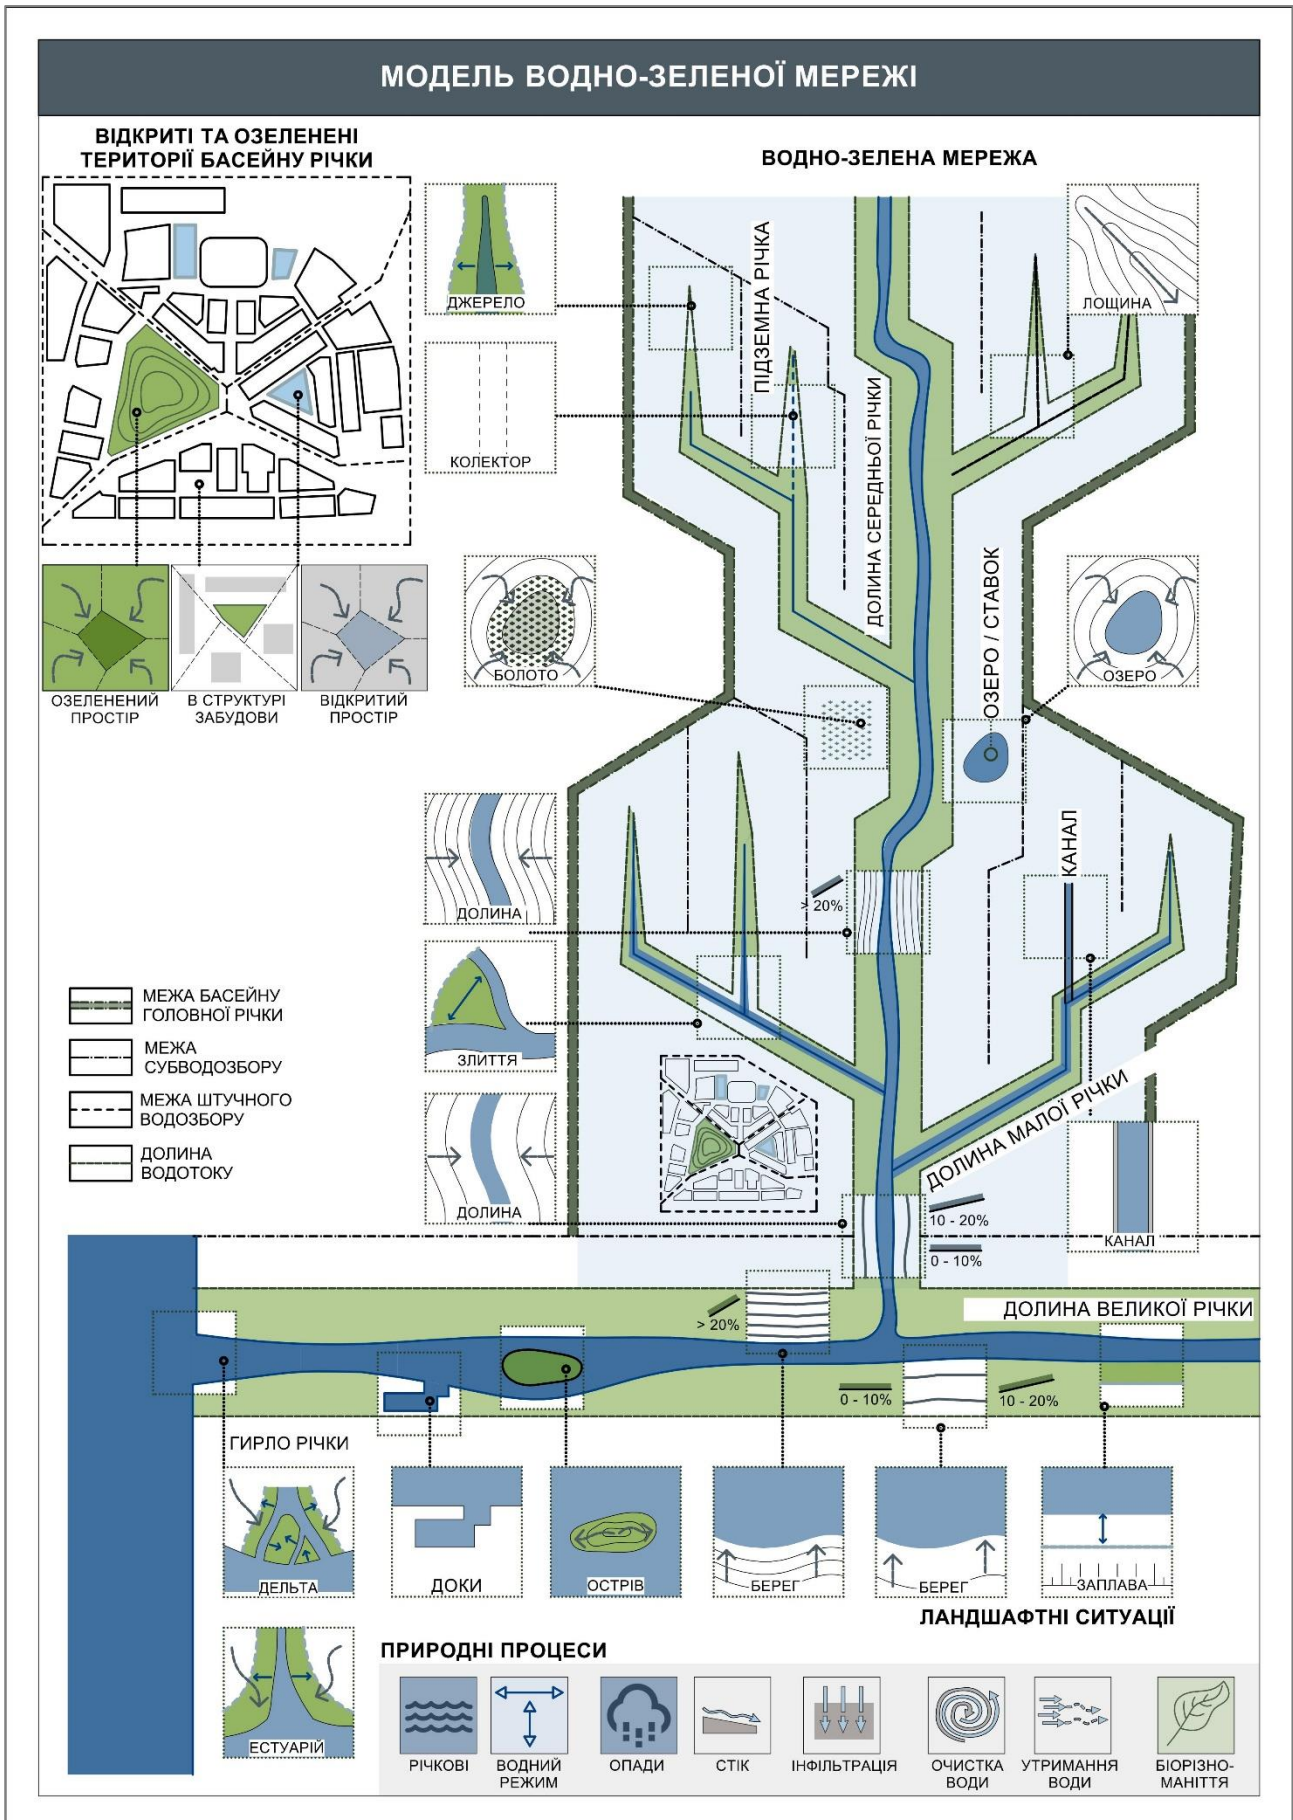 МОДЕЛЬ ВОДНО-ЗЕЛЕНОЇ МЕРЕЖІ
ВІДКРИТІ ТА ОЗЕЛЕНЕНІ
ТЕРИТОРІЇ БАСЕЙНУ РІЧКИ
ВОДНО-ЗЕЛЕНА МЕРЕЖА
ДЖЕРЕЛО
ПІДЗЕМНА РІЧКА
ЛОЩИНА
КОЛЕКТОР
ДОЛИНА СЕРЕДНЬОЇ РІЧКИ
БОЛОТО
ОЗЕРО / СТАВОК
ОЗЕРО
ОЗЕЛЕНЕНИЙ
ПРОСТІР
В СТРУКТУРІ
ЗАБУДОВИ
ВІДКРИТИЙ
ПРОСТІР
ДОЛИНА
> 20%
КАНАЛ
МЕЖА БАСЕЙНУ
ГОЛОВНОЇ РІЧКИ
МЕЖА
СУБВОДОЗБОРУ
МЕЖА ШТУЧНОГО
ВОДОЗБОРУ
ДОЛИНА
ВОДОТОКУ
ЗЛИТТЯ
ДОЛИНА МАЛОЇ РІЧКИ
ДОЛИНА
10 - 20%
0 - 10%
КАНАЛ
ДОЛИНА ВЕЛИКОЇ РІЧКИ
> 20%
0 - 10%
10 - 20%
ГИРЛО РІЧКИ
ДЕЛЬТА
ДОКИ
ОСТРІВ
БЕРЕГ
БЕРЕГ
ЗАПЛАВА
ЛАНДШАФТНІ СИТУАЦІЇ
ЕСТУАРІЙ
ПРИРОДНІ ПРОЦЕСИ
РІЧКОВІ
ВОДНИЙ
РЕЖИМ
ОПАДИ
СТІК
ІНФІЛЬТРАЦІЯ
ОЧИСТКА
ВОДИ
УТРИМАННЯ
ВОДИ
БІОРІЗНО-
МАНІТТЯ